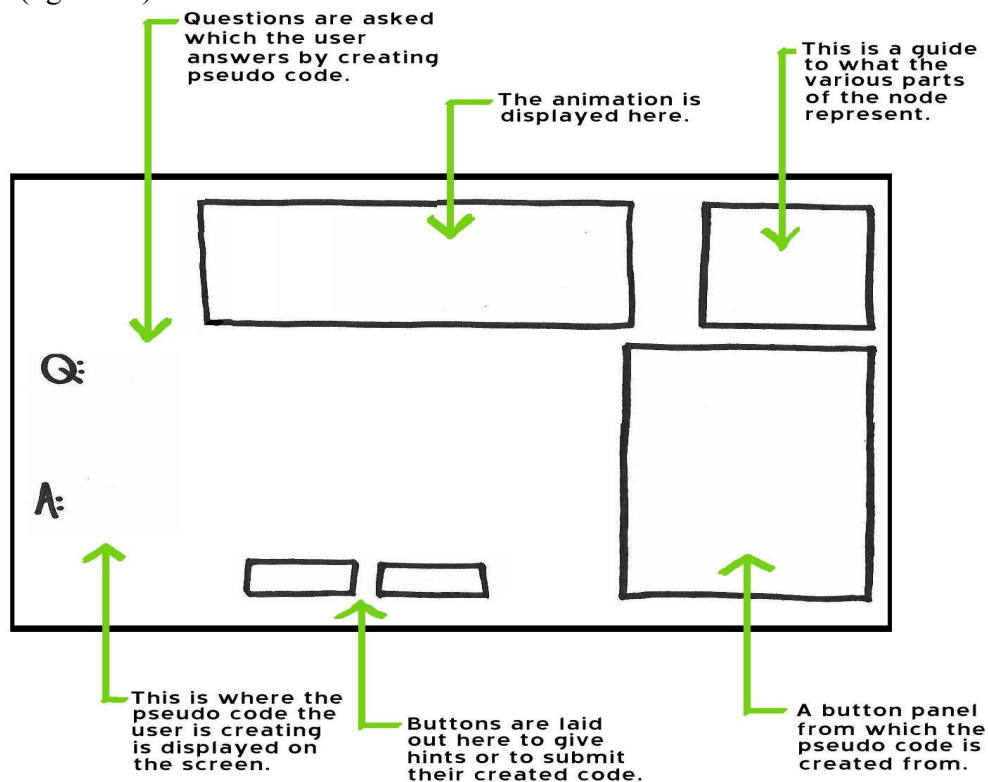 Questions are asked
which the user
answers by creating
pseudo code.
The animation is
displayed here.
This is a guide
to what the
various parts
of the node
represent.
Q:
A:
This is where the
pseudo code the
user is creating
is displayed on
the screen.
Buttons are laid
out here to give
hints or to submit
their created code.
A button panel
from which the
pseudo code is
created from.